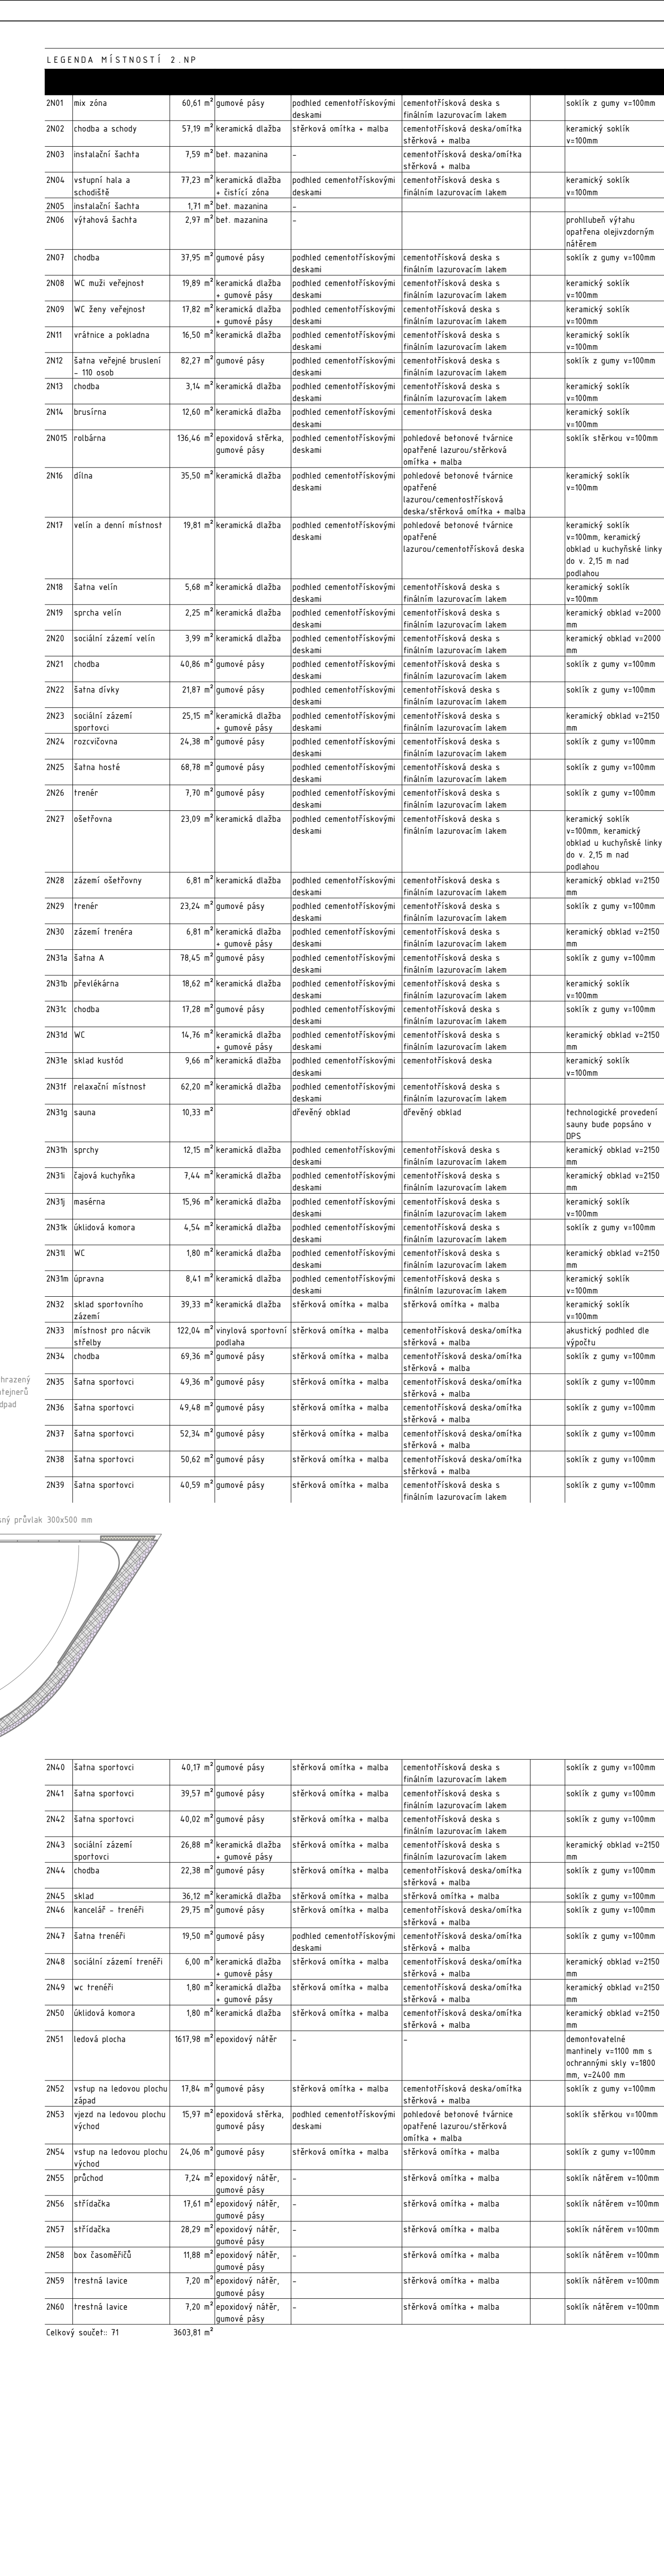 LEGENDA MÍSTNOSTÍ 2.NP
2N01 mix zóna 60,61 m² gumové pásy podhled cementotřískovými deskami cementotřísková deska s finálním lazurovacím lakem soklík z gumy v=100mm
2N02 chodba a schody 57,19 m² keramická dlažba stěrková omítka + malba cementotřísková deska/omítka stěrková + malba keramický soklík v=100mm
2N03 instalační šachta 7,59 m² bet. mazanina - cementotřísková deska/omítka stěrková + malba
2N04 vstupní hala a schodiště 77,23 m² keramická dlažba + čistící zóna podhled cementotřískovými deskami cementotřísková deska s finálním lazurovacím lakem keramický soklík v=100mm
2N05 instalační šachta 1,71 m² bet. mazanina -
2N06 výtahová šachta 2,97 m² bet. mazanina - prohllubeň výtahu opatřena olejivzdorným nátěrem
2N07 chodba 37,95 m² gumové pásy podhled cementotřískovými deskami cementotřísková deska s finálním lazurovacím lakem soklík z gumy v=100mm
2N08 WC muži veřejnost 19,89 m² keramická dlažba + gumové pásy podhled cementotřískovými deskami cementotřísková deska s finálním lazurovacím lakem keramický soklík v=100mm
2N09 WC ženy veřejnost 17,82 m² keramická dlažba + gumové pásy podhled cementotřískovými deskami cementotřísková deska s finálním lazurovacím lakem keramický soklík v=100mm
2N11 vrátnice a pokladna 16,50 m² keramická dlažba podhled cementotřískovými deskami cementotřísková deska s finálním lazurovacím lakem keramický soklík v=100mm
2N12 šatna veřejné bruslení - 110 osob 82,27 m² gumové pásy podhled cementotřískovými deskami cementotřísková deska s finálním lazurovacím lakem soklík z gumy v=100mm
2N13 chodba 3,14 m² keramická dlažba podhled cementotřískovými deskami cementotřísková deska s finálním lazurovacím lakem keramický soklík v=100mm
2N14 brusírna 12,60 m² keramická dlažba podhled cementotřískovými deskami cementotřísková deska keramický soklík v=100mm
2N015 rolbárna 136,46 m² epoxidová stěrka, gumové pásy podhled cementotřískovými deskami pohledové betonové tvárnice opatřené lazurou/stěrková omítka + malba soklík stěrkou v=100mm
2N16 dílna 35,50 m² keramická dlažba podhled cementotřískovými deskami pohledové betonové tvárnice opatřené lazurou/cementostřísková deska/stěrková omítka + malba keramický soklík v=100mm
2N17 velín a denní místnost 19,81 m² keramická dlažba podhled cementotřískovými deskami pohledové betonové tvárnice opatřené lazurou/cementotřísková deska keramický soklík v=100mm, keramický obklad u kuchyňské linky do v. 2,15 m nad podlahou
2N18 šatna velín 5,68 m² keramická dlažba podhled cementotřískovými deskami cementotřísková deska s finálním lazurovacím lakem keramický soklík v=100mm
2N19 sprcha velín 2,25 m² keramická dlažba podhled cementotřískovými deskami cementotřísková deska s finálním lazurovacím lakem keramický obklad v=2000 mm
2N20 sociální zázemí velín 3,99 m² keramická dlažba podhled cementotřískovými deskami cementotřísková deska s finálním lazurovacím lakem keramický obklad v=2000 mm
2N21 chodba 40,86 m² gumové pásy podhled cementotřískovými deskami cementotřísková deska s finálním lazurovacím lakem soklík z gumy v=100mm
2N22 šatna dívky 21,87 m² gumové pásy podhled cementotřískovými deskami cementotřísková deska s finálním lazurovacím lakem soklík z gumy v=100mm
2N23 sociální zázemí sportovci 25,15 m² keramická dlažba + gumové pásy podhled cementotřískovými deskami cementotřísková deska s finálním lazurovacím lakem keramický obklad v=2150 mm
2N24 rozcvičovna 24,38 m² gumové pásy podhled cementotřískovými deskami cementotřísková deska s finálním lazurovacím lakem soklík z gumy v=100mm
2N25 šatna hosté 68,78 m² gumové pásy podhled cementotřískovými deskami cementotřísková deska s finálním lazurovacím lakem soklík z gumy v=100mm
2N26 trenér 7,70 m² gumové pásy podhled cementotřískovými deskami cementotřísková deska s finálním lazurovacím lakem soklík z gumy v=100mm
2N27 ošetřovna 23,09 m² keramická dlažba podhled cementotřískovými deskami cementotřísková deska s finálním lazurovacím lakem keramický soklík v=100mm, keramický obklad u kuchyňské linky do v. 2,15 m nad podlahou
2N28 zázemí ošetřovny 6,81 m² keramická dlažba podhled cementotřískovými deskami cementotřísková deska s finálním lazurovacím lakem keramický obklad v=2150 mm
2N29 trenér 23,24 m² gumové pásy podhled cementotřískovými deskami cementotřísková deska s finálním lazurovacím lakem soklík z gumy v=100mm
2N30 zázemí trenéra 6,81 m² keramická dlažba + gumové pásy podhled cementotřískovými deskami cementotřísková deska s finálním lazurovacím lakem keramický obklad v=2150 mm
2N31a šatna A 78,45 m² gumové pásy podhled cementotřískovými deskami cementotřísková deska s finálním lazurovacím lakem soklík z gumy v=100mm
2N31b převlékárna 18,62 m² keramická dlažba podhled cementotřískovými deskami cementotřísková deska s finálním lazurovacím lakem keramický soklík v=100mm
2N31c chodba 17,28 m² gumové pásy podhled cementotřískovými deskami cementotřísková deska s finálním lazurovacím lakem soklík z gumy v=100mm
2N31d WC 14,76 m² keramická dlažba + gumové pásy podhled cementotřískovými deskami cementotřísková deska s finálním lazurovacím lakem keramický obklad v=2150 mm
2N31e sklad kustód 9,66 m² keramická dlažba podhled cementotřískovými deskami cementotřísková deska keramický soklík v=100mm
2N31f relaxační místnost 62,20 m² keramická dlažba podhled cementotřískovými deskami cementotřísková deska s finálním lazurovacím lakem
2N31g sauna 10,33 m² dřevěný obklad dřevěný obklad technologické provedení sauny bude popsáno v DPS
2N31h sprchy 12,15 m² keramická dlažba podhled cementotřískovými deskami cementotřísková deska s finálním lazurovacím lakem keramický obklad v=2150 mm
2N31i čajová kuchyňka 7,44 m² keramická dlažba podhled cementotřískovými deskami cementotřísková deska s finálním lazurovacím lakem keramický obklad v=2150 mm
2N31j masérna 15,96 m² keramická dlažba podhled cementotřískovými deskami cementotřísková deska s finálním lazurovacím lakem keramický soklík v=100mm
2N31k úklidová komora 4,54 m² keramická dlažba podhled cementotřískovými deskami cementotřísková deska s finálním lazurovacím lakem soklík z gumy v=100mm
2N31l WC 1,80 m² keramická dlažba podhled cementotřískovými deskami cementotřísková deska s finálním lazurovacím lakem keramický obklad v=2150 mm
2N31m úpravna 8,41 m² keramická dlažba podhled cementotřískovými deskami cementotřísková deska s finálním lazurovacím lakem keramický soklík v=100mm
2N32 sklad sportovního zázemí 39,33 m² keramická dlažba stěrková omítka + malba stěrková omítka + malba keramický soklík v=100mm
2N33 místnost pro nácvik střelby 122,04 m² vinylová sportovní podlaha stěrková omítka + malba cementotřísková deska/omítka stěrková + malba akustický podhled dle výpočtu
2N34 chodba 69,36 m² gumové pásy stěrková omítka + malba cementotřísková deska/omítka stěrková + malba soklík z gumy v=100mm
2N35 šatna sportovci 49,36 m² gumové pásy stěrková omítka + malba cementotřísková deska/omítka stěrková + malba soklík z gumy v=100mm
hrazený
ntejnerů
dpad
2N36 šatna sportovci 49,48 m² gumové pásy stěrková omítka + malba cementotřísková deska/omítka stěrková + malba soklík z gumy v=100mm
2N37 šatna sportovci 52,34 m² gumové pásy stěrková omítka + malba cementotřísková deska/omítka stěrková + malba soklík z gumy v=100mm
2N38 šatna sportovci 50,62 m² gumové pásy stěrková omítka + malba cementotřísková deska/omítka stěrková + malba soklík z gumy v=100mm
2N39 šatna sportovci 40,59 m² gumové pásy stěrková omítka + malba cementotřísková deska s finálním lazurovacím lakem soklík z gumy v=100mm
sný průvlak 300x500 mm
2N40 šatna sportovci 40,17 m² gumové pásy stěrková omítka + malba cementotřísková deska s finálním lazurovacím lakem soklík z gumy v=100mm
2N41 šatna sportovci 39,57 m² gumové pásy stěrková omítka + malba cementotřísková deska s finálním lazurovacím lakem soklík z gumy v=100mm
2N42 šatna sportovci 40,02 m² gumové pásy stěrková omítka + malba cementotřísková deska s finálním lazurovacím lakem soklík z gumy v=100mm
2N43 sociální zázemí sportovci 26,88 m² keramická dlažba + gumové pásy stěrková omítka + malba cementotřísková deska s finálním lazurovacím lakem keramický obklad v=2150 mm
2N44 chodba 22,38 m² gumové pásy stěrková omítka + malba cementotřísková deska/omítka stěrková + malba soklík z gumy v=100mm
2N45 sklad 36,12 m² keramická dlažba stěrková omítka + malba stěrková omítka + malba soklík z gumy v=100mm
2N46 kancelář - trenéři 29,75 m² gumové pásy stěrková omítka + malba cementotřísková deska/omítka stěrková + malba soklík z gumy v=100mm
2N47 šatna trenéři 19,50 m² gumové pásy podhled cementotřískovými deskami cementotřísková deska/omítka stěrková + malba soklík z gumy v=100mm
2N48 sociální zázemí trenéři 6,00 m² keramická dlažba + gumové pásy stěrková omítka + malba cementotřísková deska/omítka stěrková + malba keramický obklad v=2150 mm
2N49 wc trenéři 1,80 m² keramická dlažba + gumové pásy stěrková omítka + malba cementotřísková deska/omítka stěrková + malba keramický obklad v=2150 mm
2N50 úklidová komora 1,80 m² keramická dlažba stěrková omítka + malba cementotřísková deska/omítka stěrková + malba keramický obklad v=2150 mm
2N51 ledová plocha 1617,98 m² epoxidový nátěr - - demontovatelné mantinely v=1100 mm s ochrannými skly v=1800 mm, v=2400 mm
2N52 vstup na ledovou plochu západ 17,84 m² gumové pásy stěrková omítka + malba cementotřísková deska/omítka stěrková + malba soklík z gumy v=100mm
2N53 vjezd na ledovou plochu východ 15,97 m² epoxidová stěrka, gumové pásy podhled cementotřískovými deskami pohledové betonové tvárnice opatřené lazurou/stěrková omítka + malba soklík stěrkou v=100mm
2N54 vstup na ledovou plochu východ 24,06 m² gumové pásy stěrková omítka + malba stěrková omítka + malba soklík z gumy v=100mm
2N55 průchod 7,24 m² epoxidový nátěr, gumové pásy - stěrková omítka + malba soklík nátěrem v=100mm
2N56 střídačka 17,61 m² epoxidový nátěr, gumové pásy - stěrková omítka + malba soklík nátěrem v=100mm
2N57 střídačka 28,29 m² epoxidový nátěr, gumové pásy - stěrková omítka + malba soklík nátěrem v=100mm
2N58 box časoměřičů 11,88 m² epoxidový nátěr, gumové pásy - stěrková omítka + malba soklík nátěrem v=100mm
2N59 trestná lavice 7,20 m² epoxidový nátěr, gumové pásy - stěrková omítka + malba soklík nátěrem v=100mm
2N60 trestná lavice 7,20 m² epoxidový nátěr, gumové pásy - stěrková omítka + malba soklík nátěrem v=100mm
Celkový součet:: 71 3603,81 m²